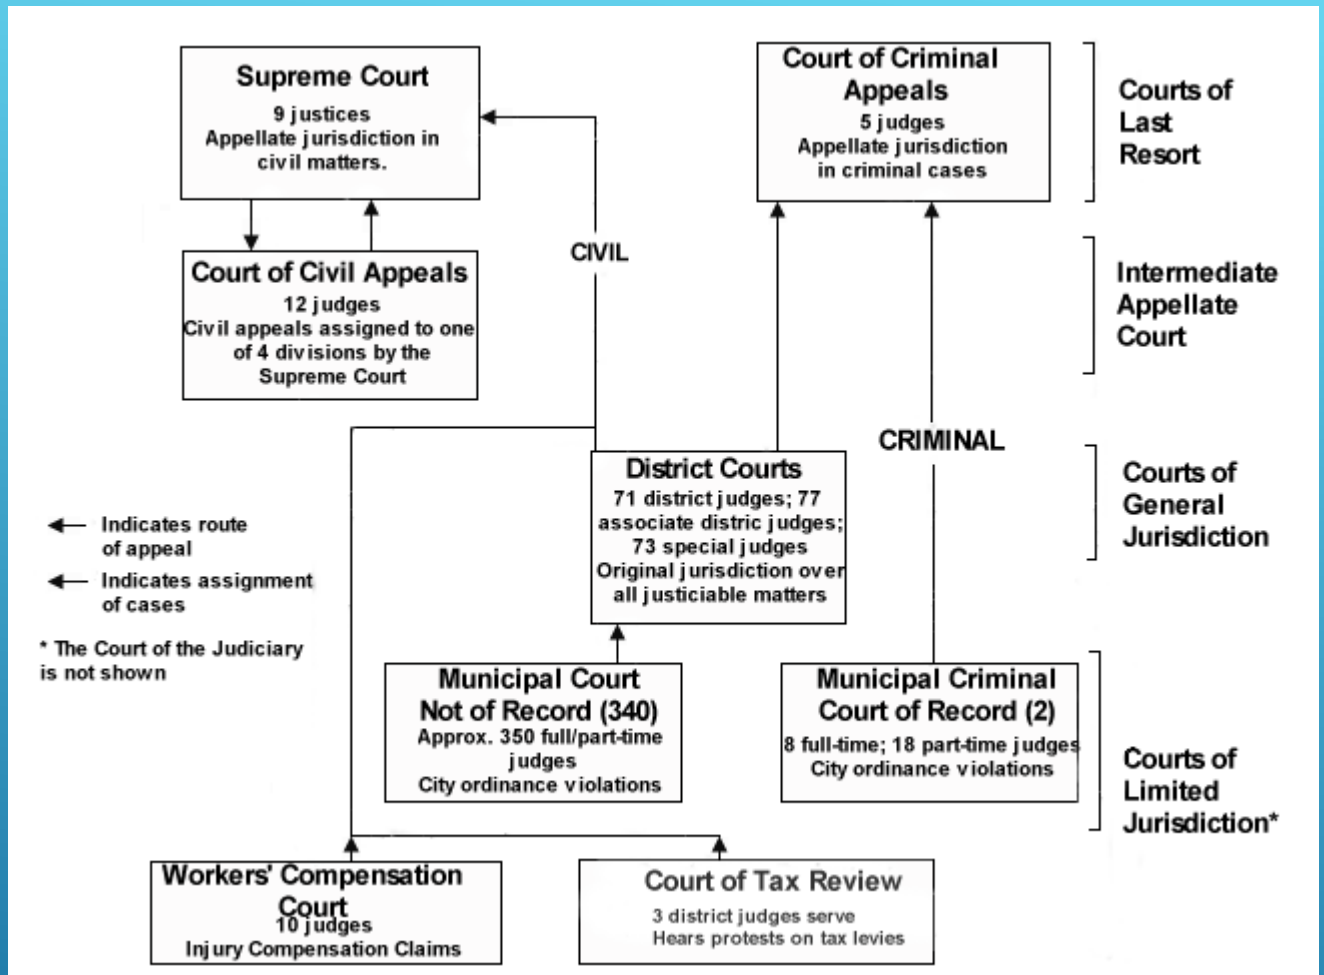 Supreme Court
9 justices
Appellate jurisdiction in
civil matters.
Court of Criminal
Appeals
5 judges
Appellate jurisdiction
in criminal cases
Courts of
Last
Resort
Court of Civil Appeals
12 judges
Civil appeals assigned to one
of 4 divisions by the
Supreme Court
CIVIL
Intermediate
Appellate
Court
CRIMINAL
District Courts
71 district judges; 77
associate distric judges;
73 special judges
Original jurisdiction over
all justiciable matters
Courts of
General
Jurisdiction
Indicates route
of appeal
Indicates assignment
of cases
* The Court of the Judiciary
is not shown
Municipal Court
Not of Record (340)
Approx. 350 full/part-time
judges
City ordinance violations
Municipal Criminal
Court of Record (2)
8 full-time; 18 part-time judges
City ordinance violations
Courts of
Limited
Jurisdiction*
Workers' Compensation
Court
10 judges
Injury Compensation Claims
Court of Tax Review
3 district judges serve
Hears protests on tax levies